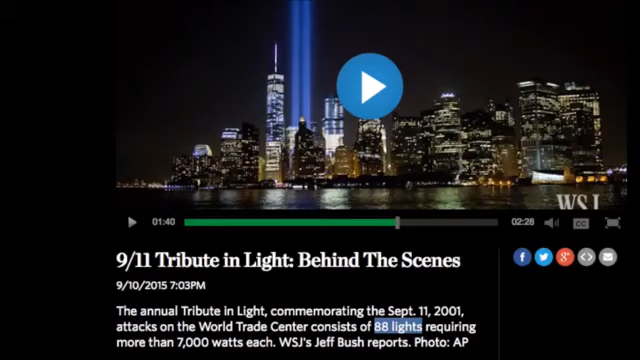 WSJ
01:40
02:28
CC
f
g+
9/11 Tribute in Light: Behind The Scenes
9/10/2015 7:03PM
The annual Tribute in Light, commemorating the Sept. 11, 2001,
attacks on the World Trade Center consists of 88 lights requiring
more than 7,000 watts each. WSJ's Jeff Bush reports. Photo: AP